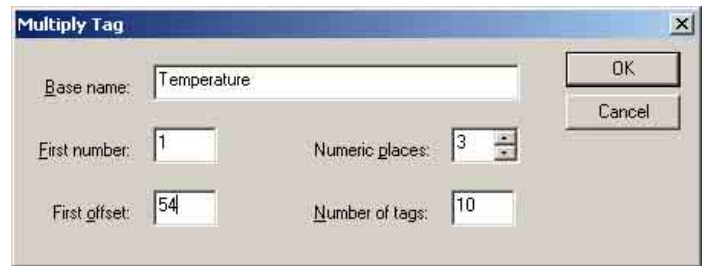 Multiply Tag
Base name: Temperature OK
Cancel
First number: 1 Numeric places: 3
First offset: 54 Number of tags: 10